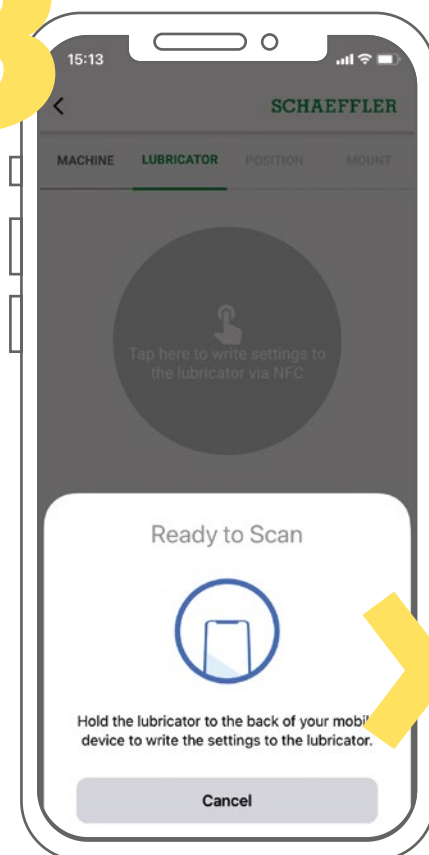 3
15:13
SCHAEFFLER
MACHINE LUBRICATOR POSITION MOUNT
Tap here to write settings to
the lubricator via NFC
Ready to Scan
Hold the lubricator to the back of your
device to write the settings to the lubricator.
Cancel